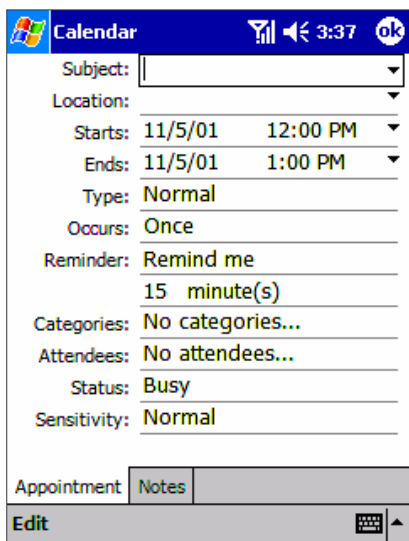 Calendar 3:37 ok
Subject:
Location:
Starts: 11/5/01 12:00 PM
Ends: 11/5/01 1:00 PM
Type: Normal
Occurs: Once
Reminder: Remind me
15 minute(s)
Categories: No categories...
Attendees: No attendees...
Status: Busy
Sensitivity: Normal
Appointment Notes
Edit